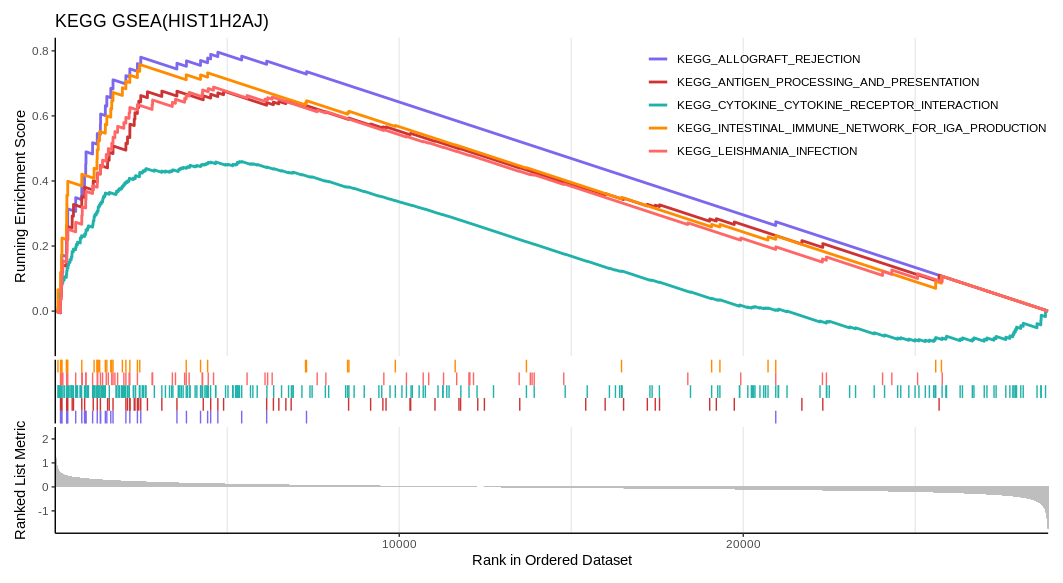 KEGG GSEA(HIST1H2AJ)
Running Enrichment Score
0.8
0.6
0.4
0.2
0.0
KEGG_ALLOGRAFT_REJECTION
KEGG_ANTIGEN_PROCESSING_AND_PRESENTATION
KEGG_CYTOKINE_CYTOKINE_RECEPTOR_INTERACTION
KEGG_INTESTINAL_IMMUNE_NETWORK_FOR_IGA_PRODUCTION
KEGG_LEISHMANIA_INFECTION
Ranked List Metric
2
1
0
-1
10000
20000
Rank in Ordered Dataset